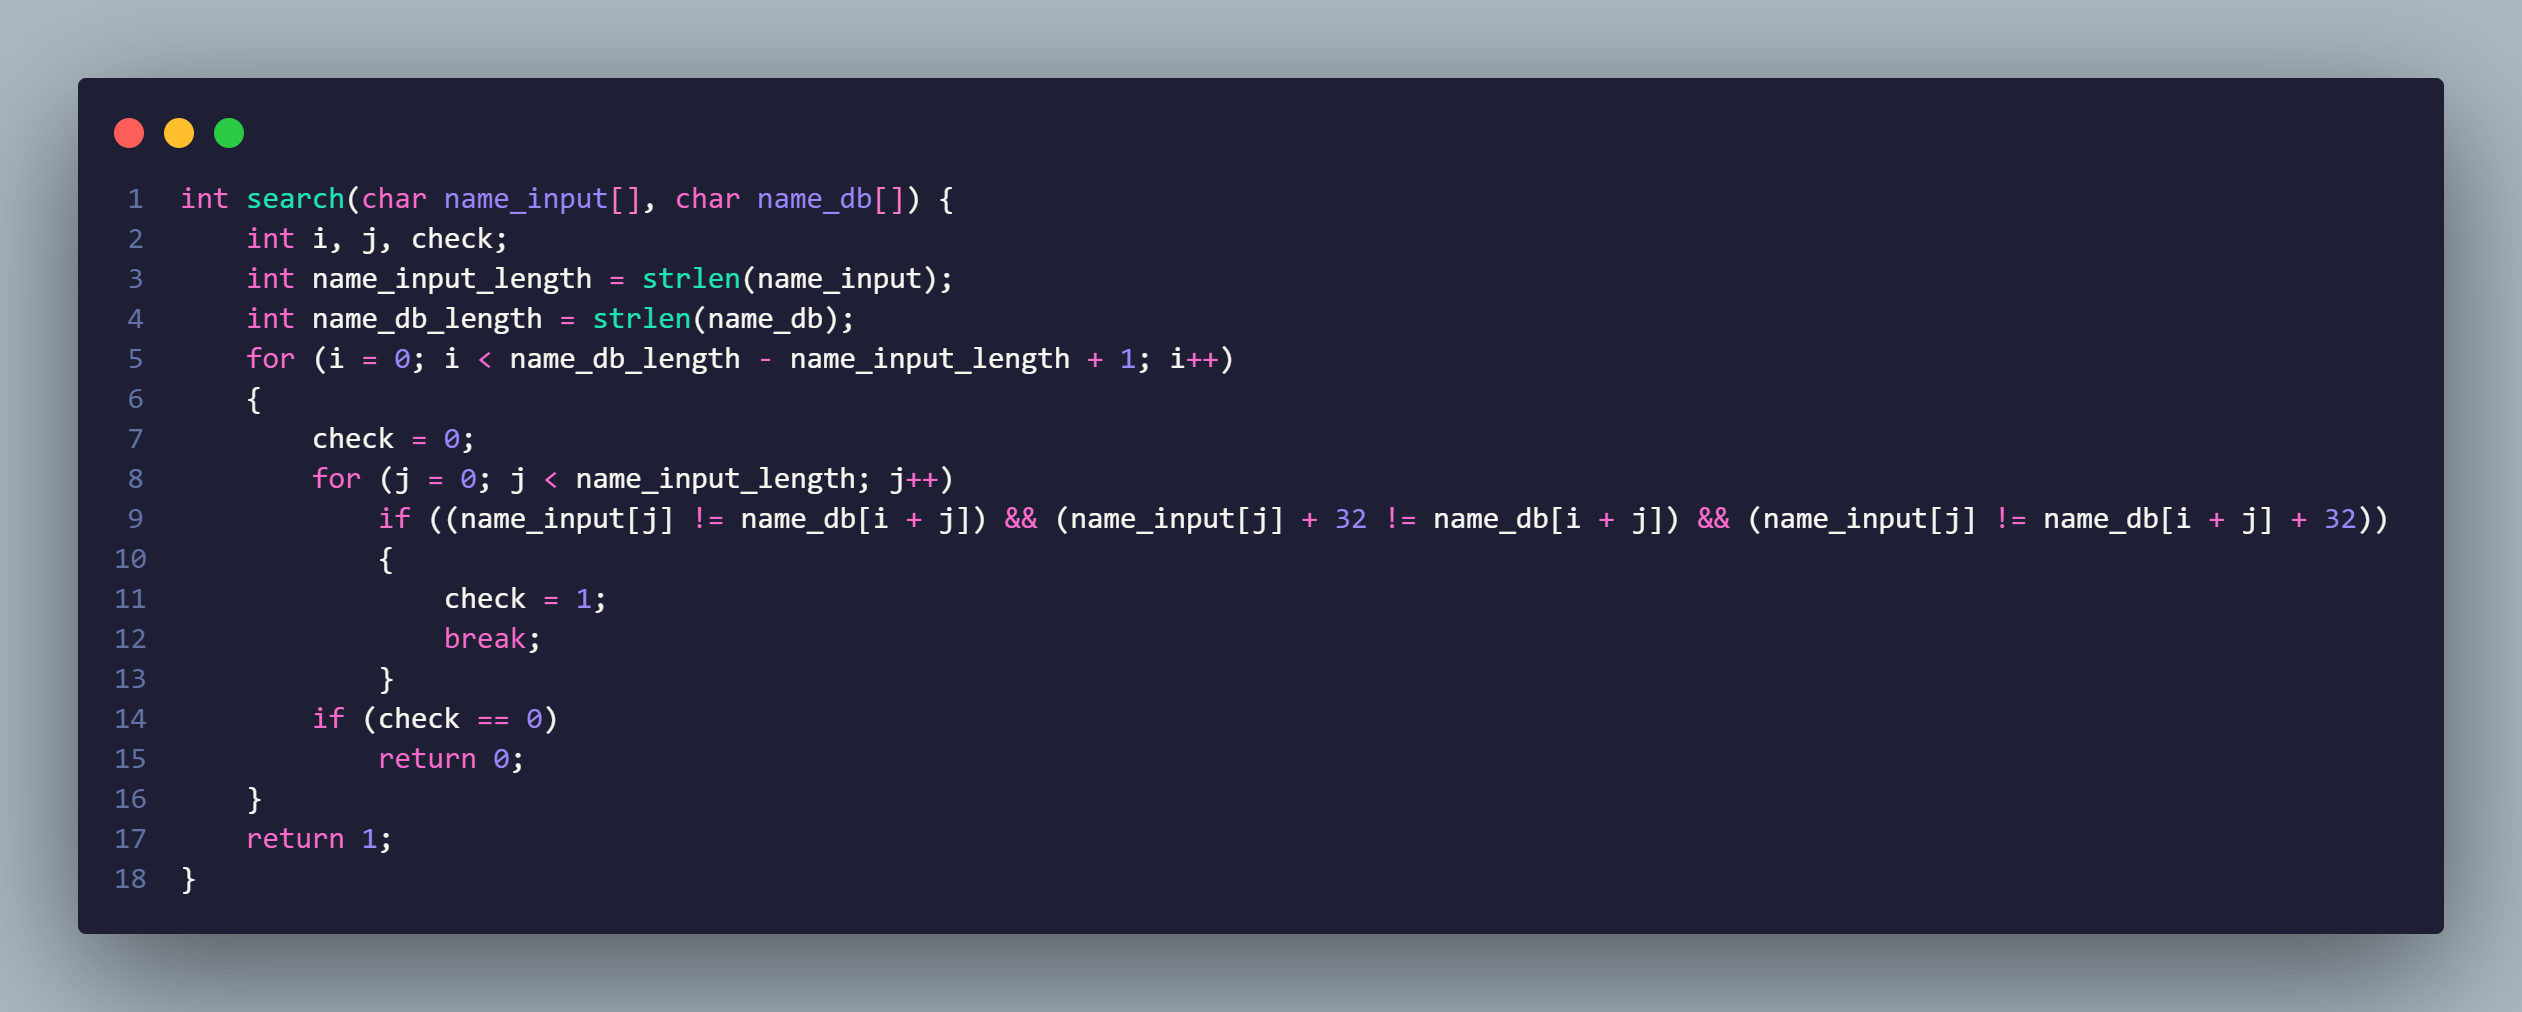 1 int search(char name_input[], char name_db[]) {
2     int i, j, check;
3     int name_input_length = strlen(name_input);
4     int name_db_length = strlen(name_db);
5     for (i = 0; i < name_db_length - name_input_length + 1; i++)
6     {
7         check = 0;
8         for (j = 0; j < name_input_length; j++)
9             if ((name_input[j] != name_db[i + j]) && (name_input[j] + 32 != name_db[i + j]) && (name_input[j] != name_db[i + j] + 32))
10             {
11                 check = 1;
12                 break;
13             }
14         if (check == 0)
15             return 0;
16     }
17     return 1;
18 }